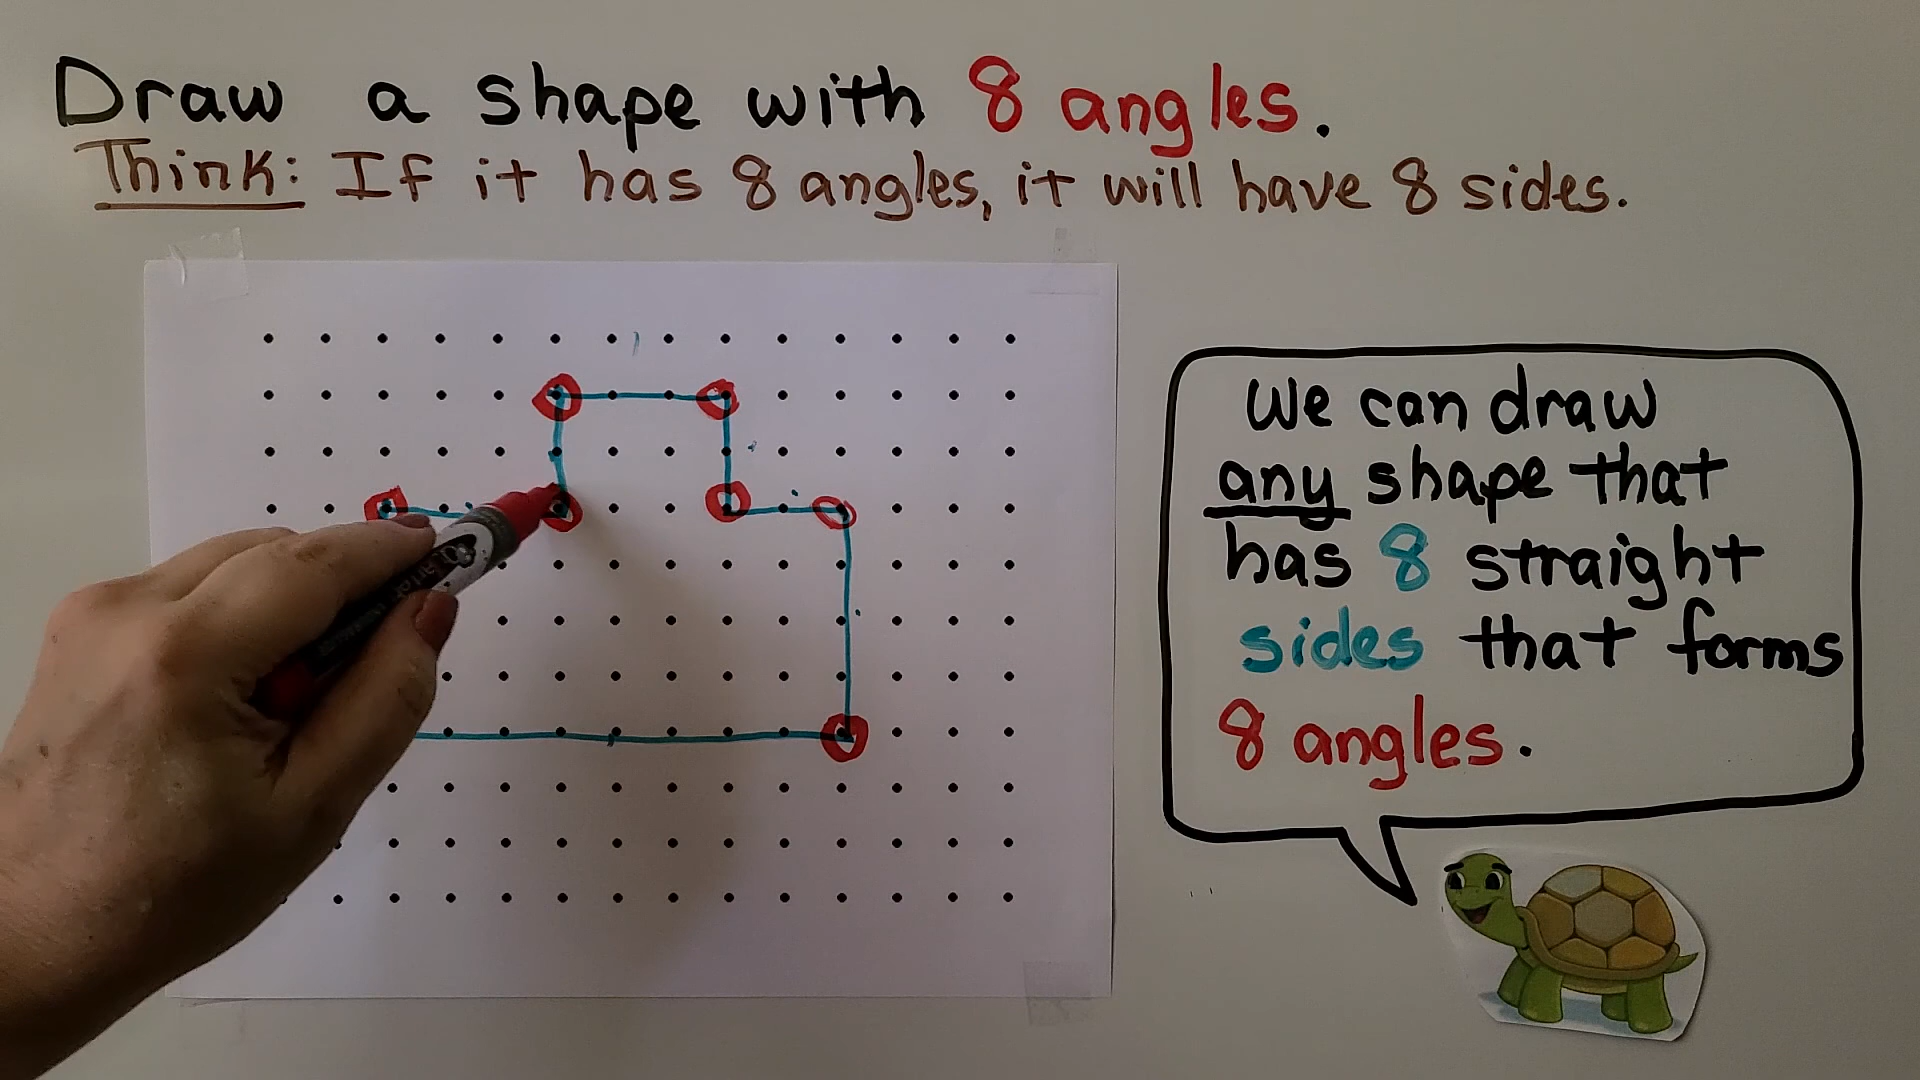 Draw a shape with 8 angles.
Think: If it has 8 angles, it will have 8 sides.
We can draw
any shape that
has 8 straight
sides that forms
8 angles.